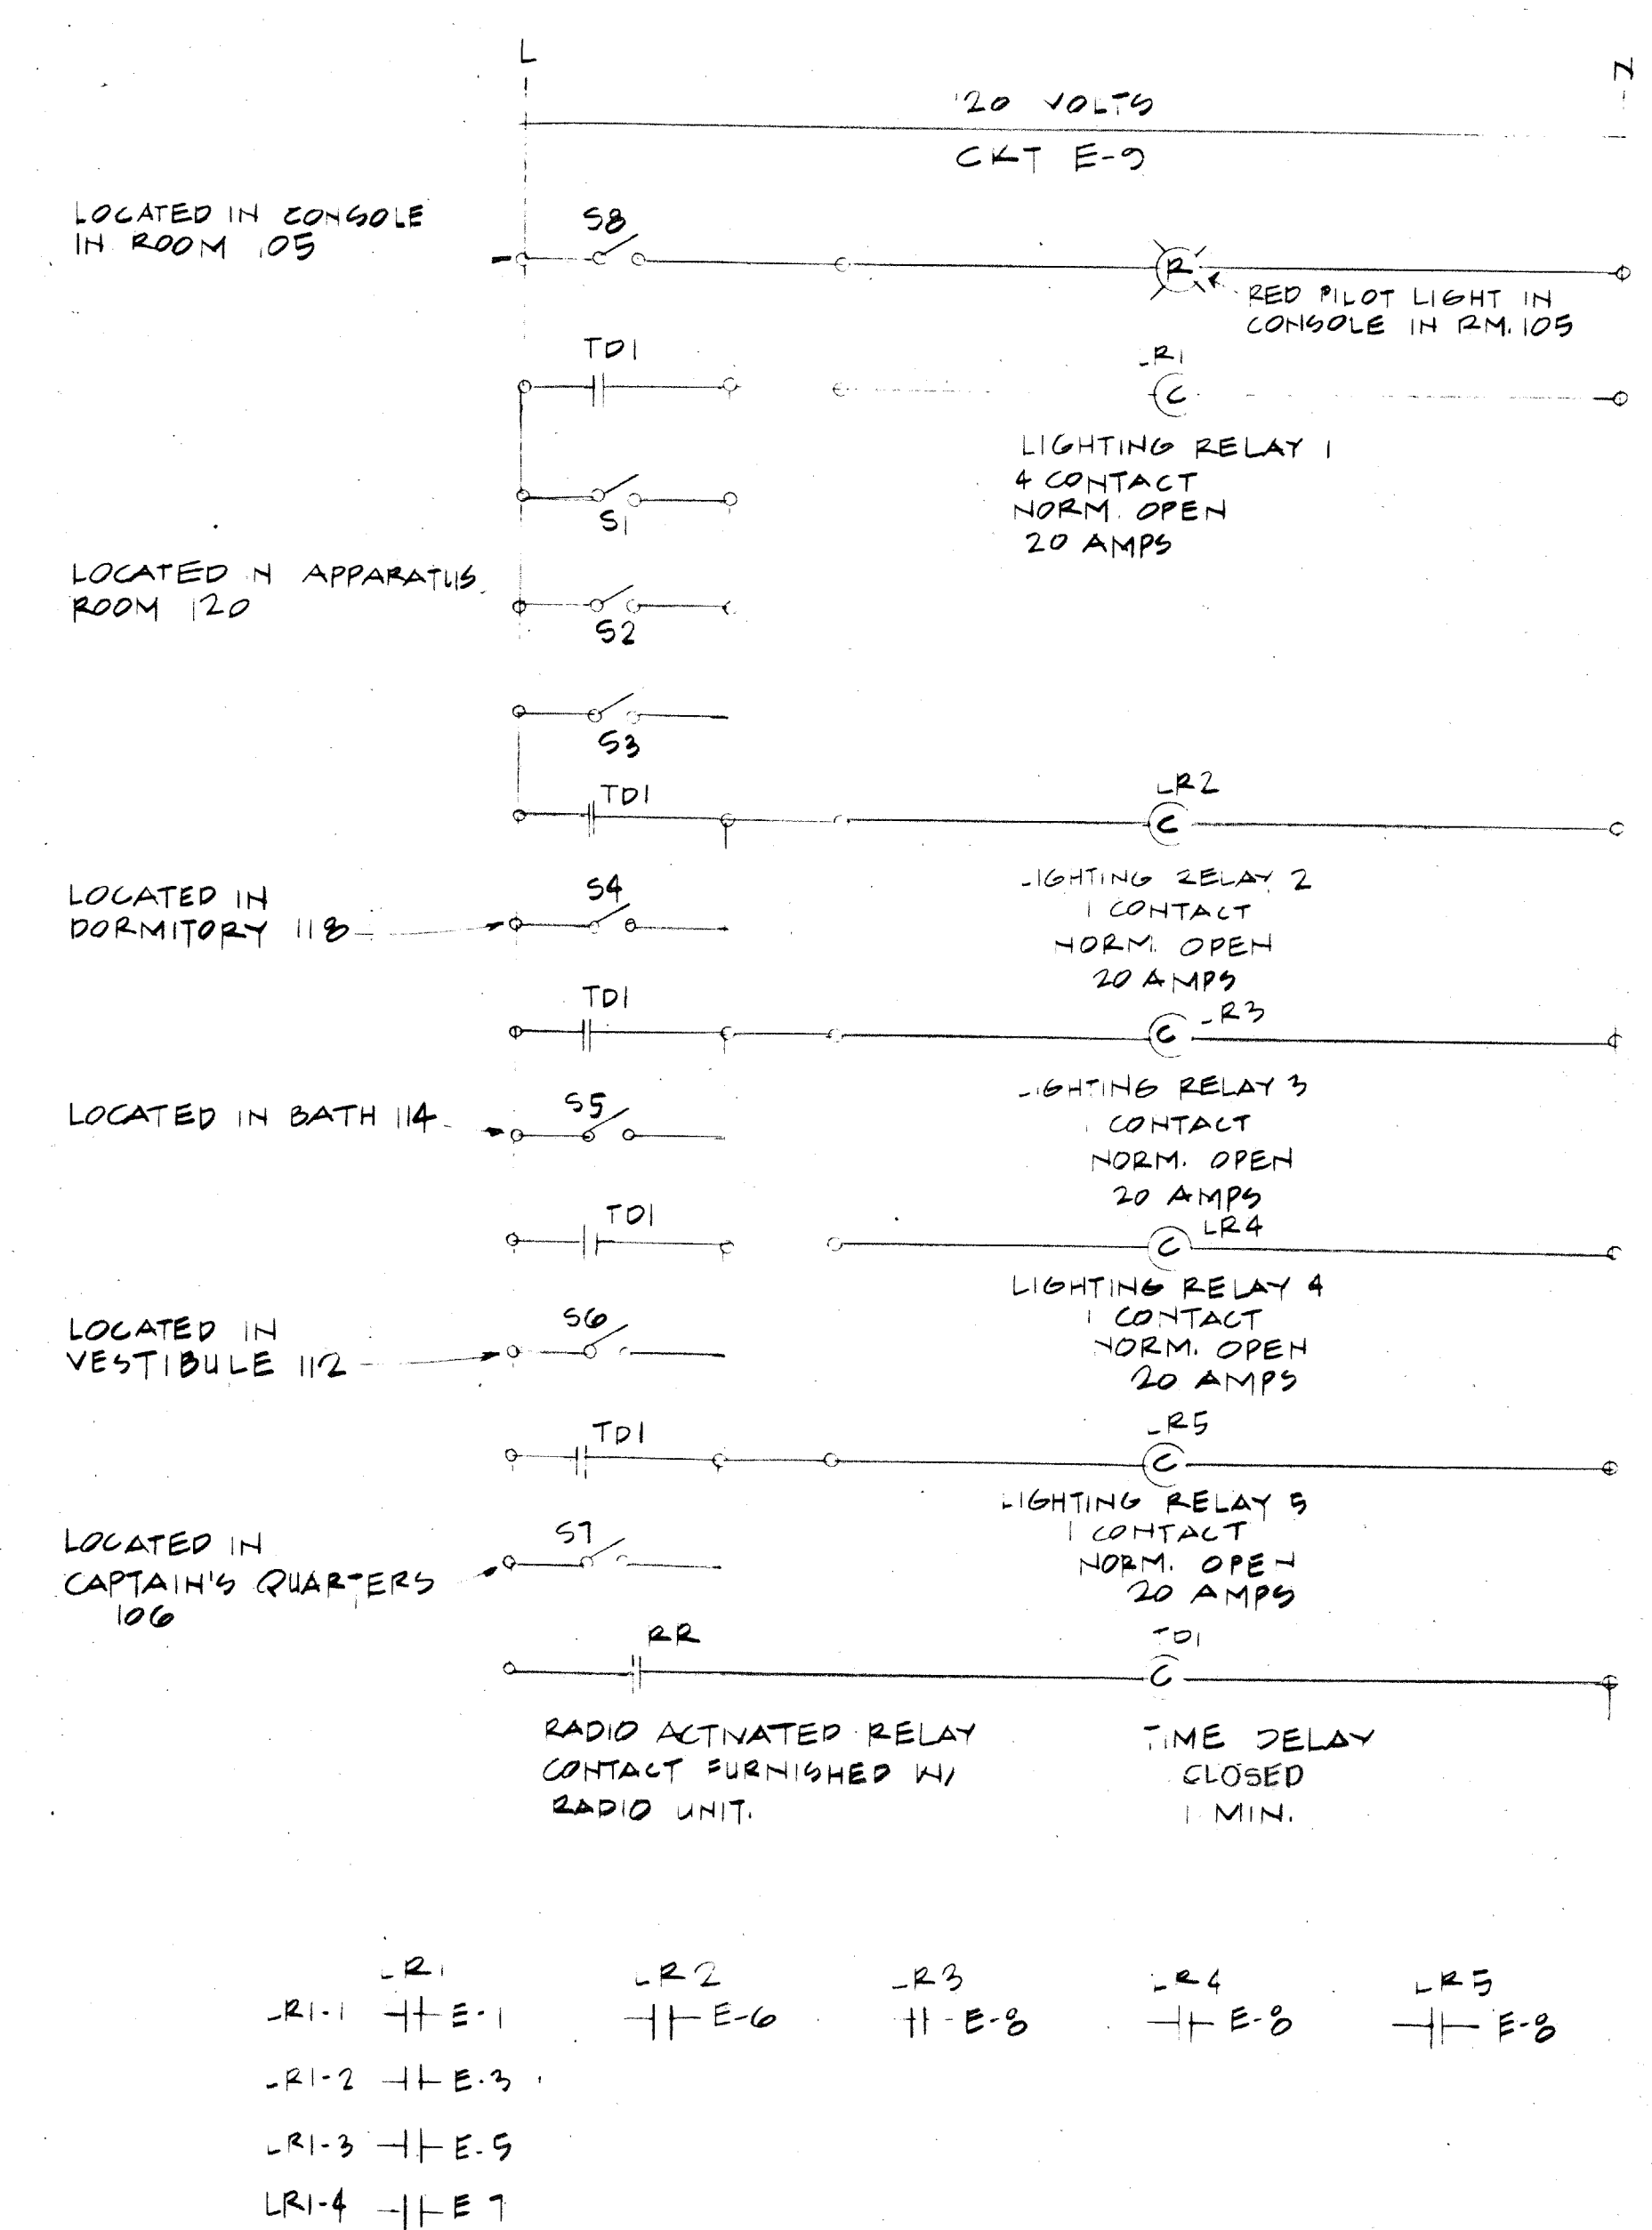 L
N
120 VOLTS
CKT E-9
LOCATED IN CONSOLE
IN ROOM 105
S8
R
RED PILOT LIGHT IN
CONSOLE IN RM. 105
TD1
LR1
C
LIGHTING RELAY 1
4 CONTACT
NORM. OPEN
20 AMPS
S1
LOCATED IN APPARATUS
ROOM 120
S2
S3
TD1
LR2
C
LIGHTING RELAY 2
1 CONTACT
NORM. OPEN
20 AMPS
LOCATED IN
DORMITORY 118
S4
TD1
LR3
C
LIGHTING RELAY 3
1 CONTACT
NORM. OPEN
20 AMPS
LOCATED IN BATH 114
S5
TD1
LR4
C
LIGHTING RELAY 4
1 CONTACT
NORM. OPEN
20 AMPS
LOCATED IN
VESTIBULE 112
S6
TD1
LR5
C
LIGHTING RELAY 5
1 CONTACT
NORM. OPEN
20 AMPS
LOCATED IN
CAPTAIN'S QUARTERS
106
S7
RR
TD1
C
RADIO ACTIVATED RELAY
CONTACT FURNISHED W/
RADIO UNIT.
TIME DELAY
CLOSED
1 MIN.
LR1
LR2
LR3
LR4
LR5
LR1-1 E-1
E-6
E-8
E-8
E-8
LR1-2 E-3
LR1-3 E-5
LR1-4 E 7